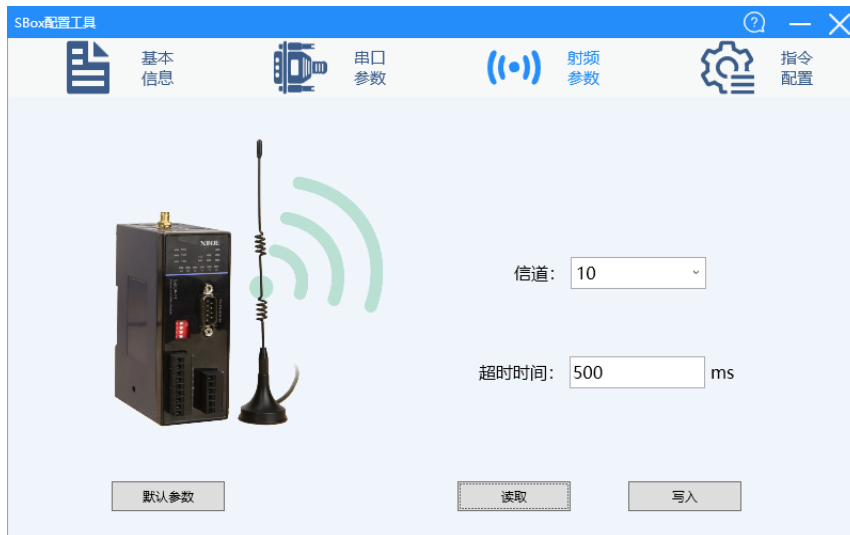 SBox配置工具
基本
信息
串口
参数
射频
参数
指令
配置
信道: 10
超时时间: 500 ms
默认参数
读取
写入